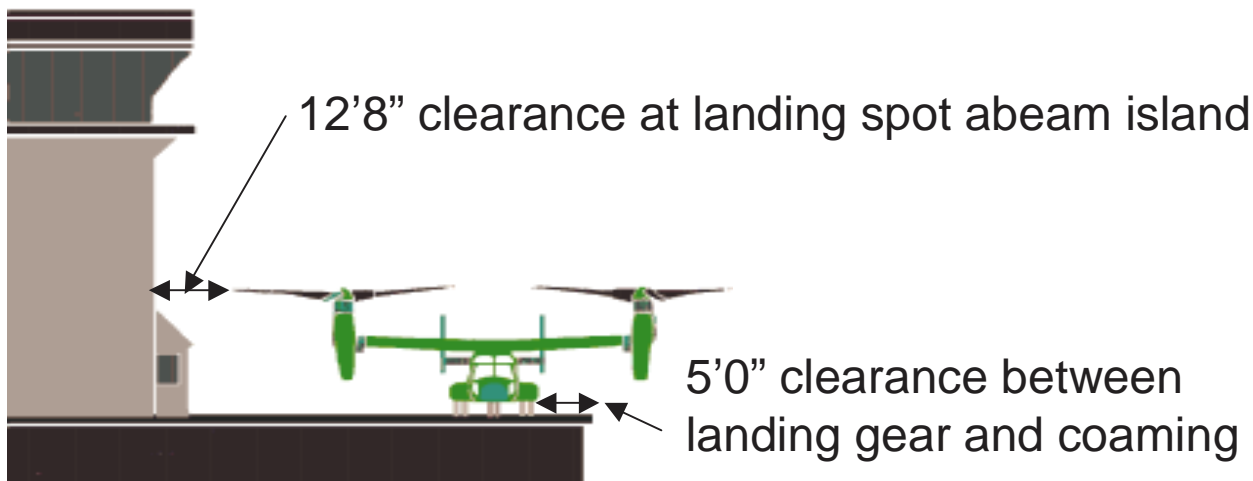 12’8” clearance at landing spot abeam island
5’0” clearance between
landing gear and coaming